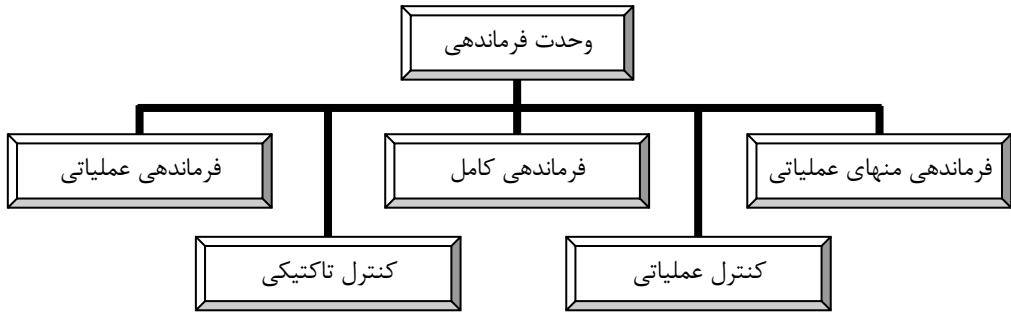 وحدت فرماندهی
فرماندهی منهای عملیاتی
فرماندهی کامل
فرماندهی عملیاتی
کنترل عملیاتی
کنترل تاکتیکی